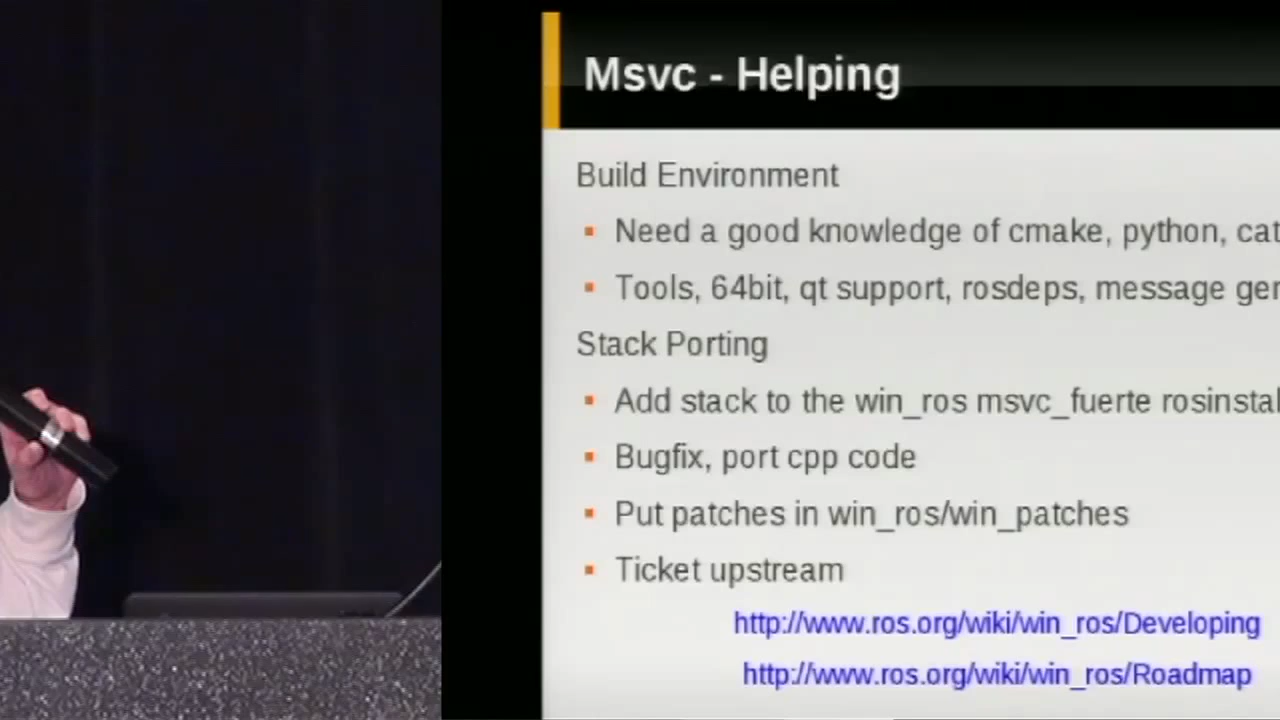 Msvc - Helping
Build Environment
Need a good knowledge of cmake, python,
Tools, 64bit, qt support, rosdeps, message
Stack Porting
Add stack to the win_ros msvc_fuerte
Bugfix, port cpp code
Put patches in win_ros/win_patches
Ticket upstream
http://www.ros.org/wiki/win_ros/Developing
http://www.ros.org/wiki/win_ros/Roadmap